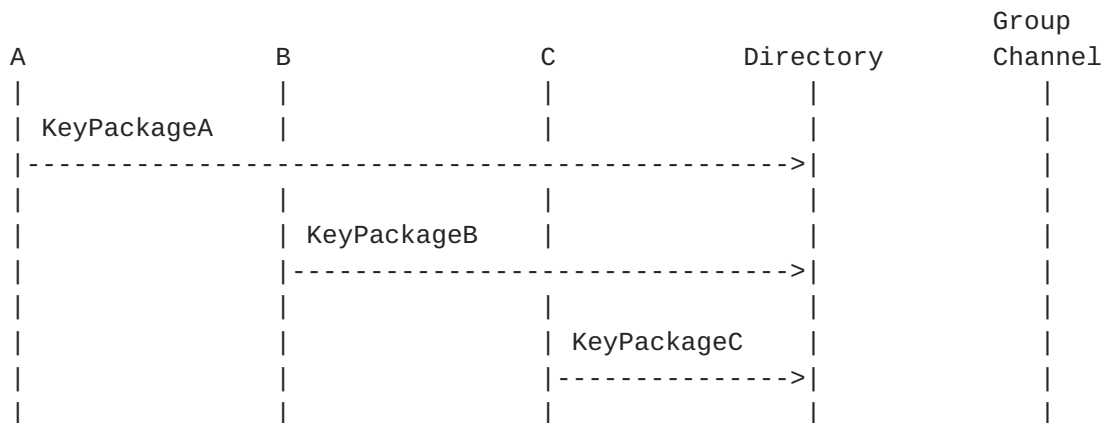 Group
A B C Directory Channel
KeyPackageA
KeyPackageB
KeyPackageC